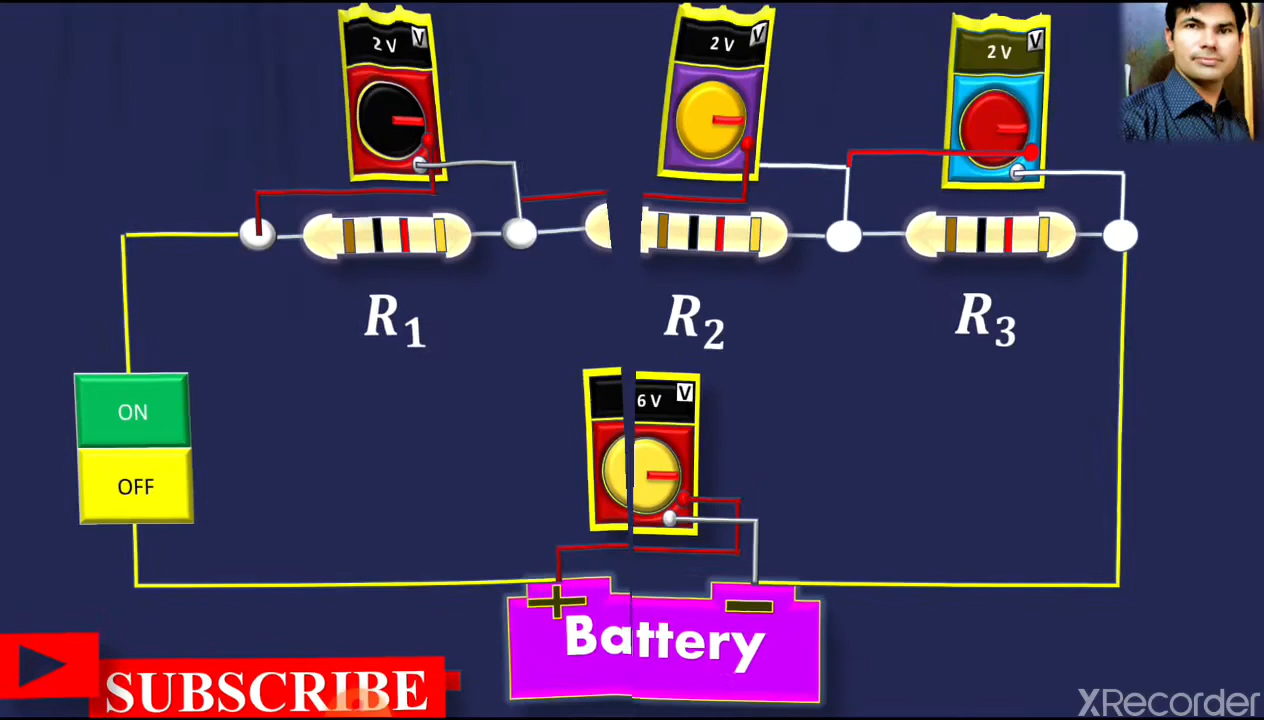 2 V V
2 V V
2 V V
R1
R2
R3
ON
OFF
6 V V
Battery
SUBSCRIBE
XRecorder